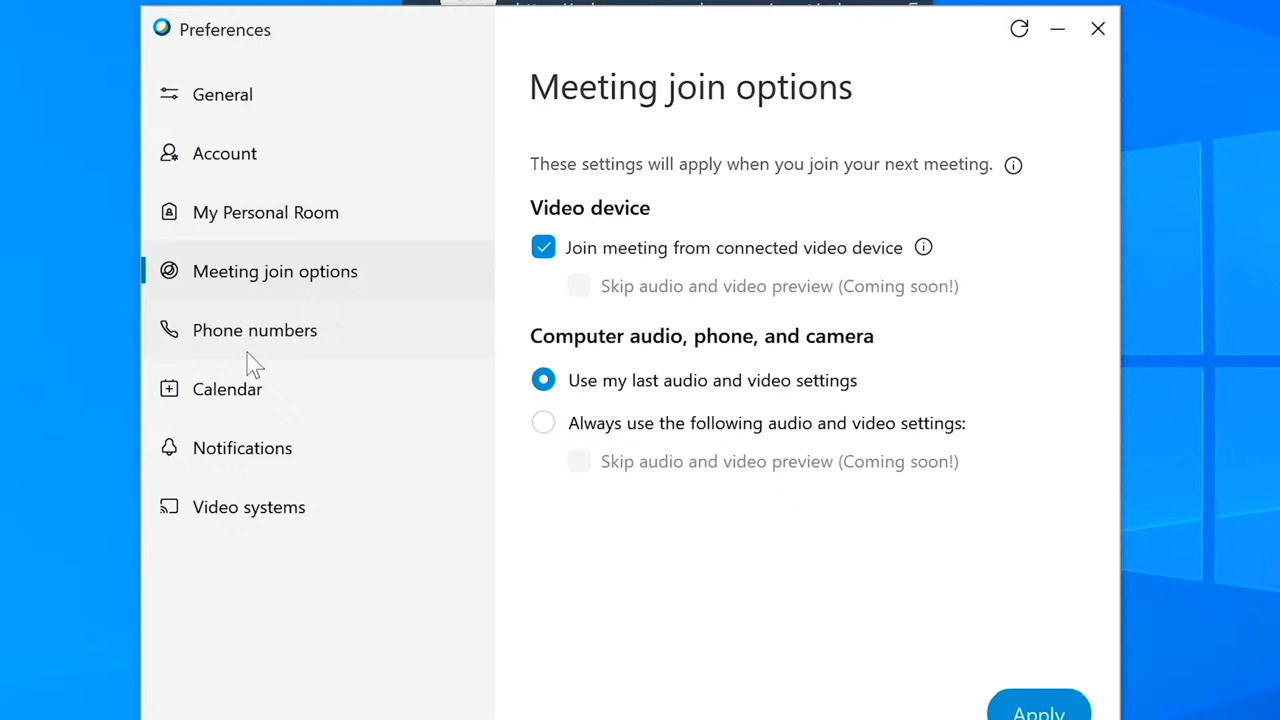 Preferences
General
Account
My Personal Room
Meeting join options
Phone numbers
Calendar
Notifications
Video systems
Meeting join options
These settings will apply when you join your next meeting.
Video device
Join meeting from connected video device
Skip audio and video preview (Coming soon!)
Computer audio, phone, and camera
Use my last audio and video settings
Always use the following audio and video settings:
Skip audio and video preview (Coming soon!)
Apply